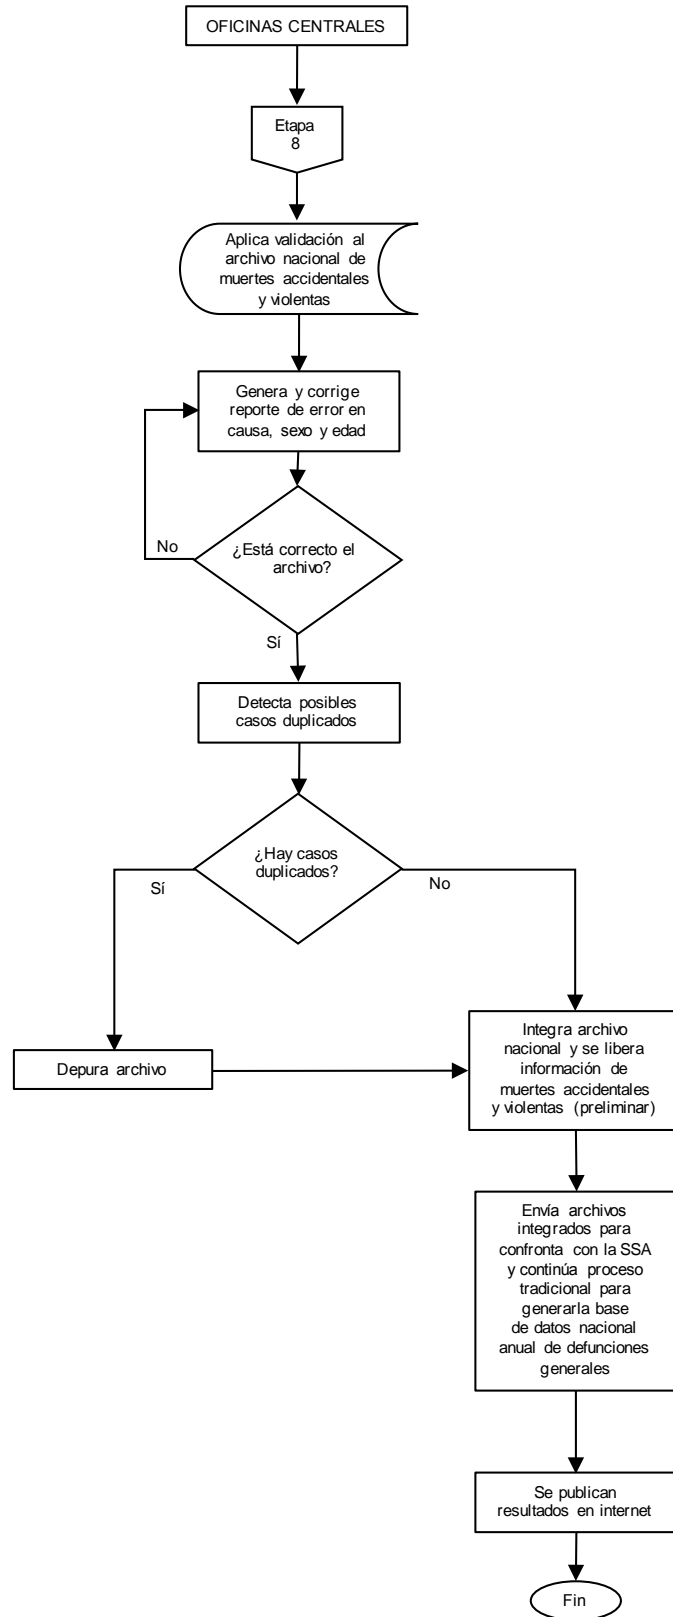 OFICINAS CENTRALES
Etapa
8
Aplica validación al
archivo nacional de
muertes accidentales
y violentas
Genera y corrige
reporte de error en
causa, sexo y edad
¿Está correcto el
archivo?
No
Sí
Detecta posibles
casos duplicados
¿Hay casos
duplicados?
Sí
No
Depura archivo
Integra archivo
nacional y se libera
información de
muertes accidentales
y violentas (preliminar)
Envía archivos
integrados para
confronta con la SSA
y continúa proceso
tradicional para
generarla base
de datos nacional
anual de defunciones
generales
Se publican
resultados en internet
Fin